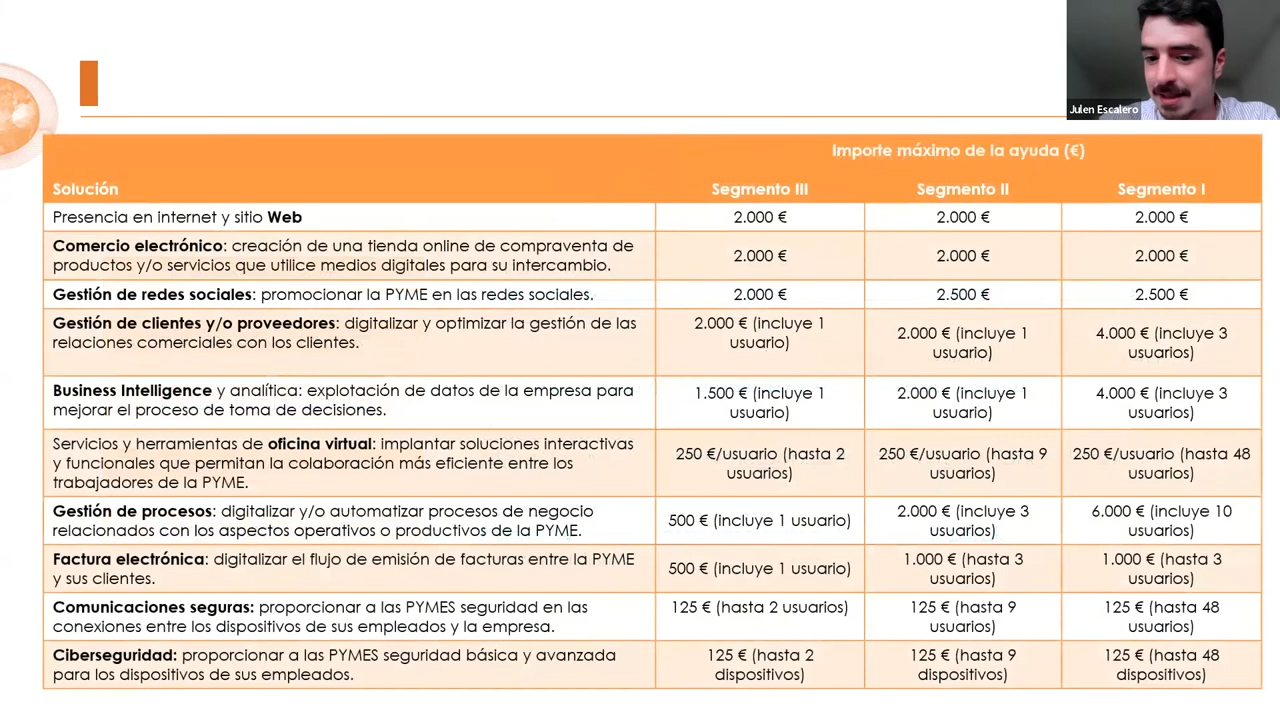 Julen Escalero
Importe máximo de la ayuda (€)
Solución
Segmento III
Segmento II
Segmento I
Presencia en internet y sitio Web
2.000 €
2.000 €
2.000 €
Comercio electrónico: creación de una tienda online de compraventa de
productos y/o servicios que utilice medios digitales para su intercambio.
2.000 €
2.000 €
2.000 €
Gestión de redes sociales: promocionar la PYME en las redes sociales.
2.000 €
2.500 €
2.500 €
Gestión de clientes y/o proveedores: digitalizar y optimizar la gestión de las
relaciones comerciales con los clientes.
2.000 € (incluye 1
usuario)
2.000 € (incluye 1
usuario)
4.000 € (incluye 3
usuarios)
Business Intelligence y analítica: explotación de datos de la empresa para
mejorar el proceso de toma de decisiones.
1.500 € (incluye 1
usuario)
2.000 € (incluye 1
usuario)
4.000 € (incluye 3
usuarios)
Servicios y herramientas de oficina virtual: implantar soluciones interactivas
y funcionales que permitan la colaboración más eficiente entre los
trabajadores de la PYME.
250 €/usuario (hasta 2
usuarios)
250 €/usuario (hasta 9
usuarios)
250 €/usuario (hasta 48
usuarios)
Gestión de procesos: digitalizar y/o automatizar procesos de negocio
relacionados con los aspectos operativos o productivos de la PYME.
500 € (incluye 1 usuario)
2.000 € (incluye 3
usuarios)
6.000 € (incluye 10
usuarios)
Factura electrónica: digitalizar el flujo de emisión de facturas entre la PYME
y sus clientes.
500 € (incluye 1 usuario)
1.000 € (hasta 3
usuarios)
1.000 € (hasta 3
usuarios)
Comunicaciones seguras: proporcionar a las PYMES seguridad en las
conexiones entre los dispositivos de sus empleados y la empresa.
125 € (hasta 2 usuarios)
125 € (hasta 9
usuarios)
125 € (hasta 48
usuarios)
Ciberseguridad: proporcionar a las PYMES seguridad básica y avanzada
para los dispositivos de sus empleados.
125 € (hasta 2
dispositivos)
125 € (hasta 9
dispositivos)
125 € (hasta 48
dispositivos)